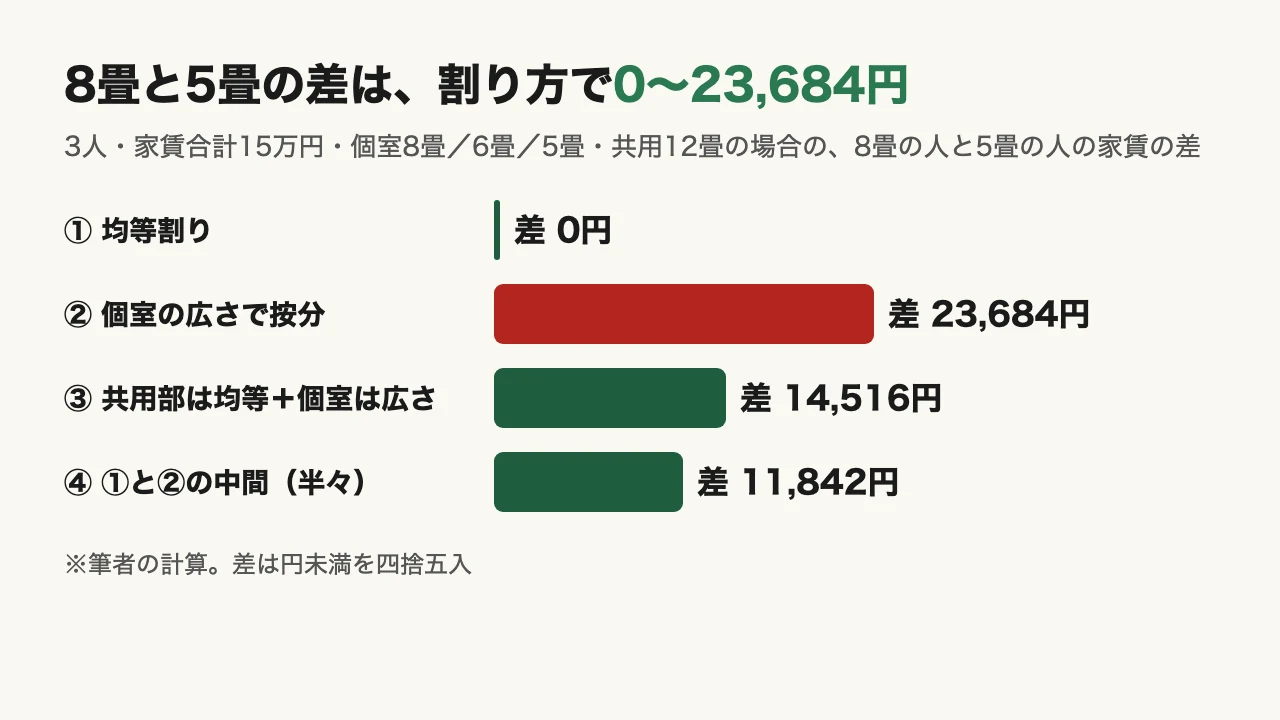 8畳と5畳の差は、割り方で0〜23,684円
3人・家賃合計15万円・個室8畳／6畳／5畳・共用12畳の場合の、8畳の人と5畳の人の家賃の差
① 均等割り 差 0円
② 個室の広さで按分 差 23,684円
③ 共用部は均等＋個室は広さ 差 14,516円
④ ①と②の中間（半々） 差 11,842円
※筆者の計算。差は円未満を四捨五入